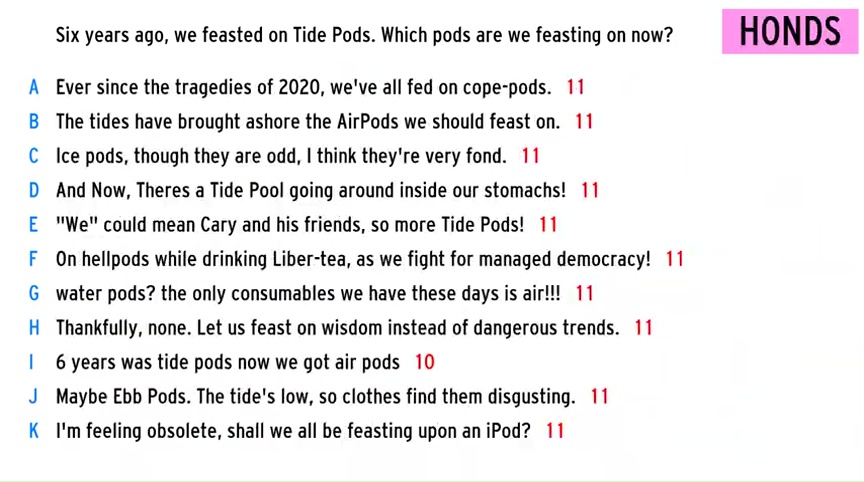 Six years ago, we feasted on Tide Pods. Which pods are we feasting on now?
HONDS
A Ever since the tragedies of 2020, we've all fed on cope-pods. 11
B The tides have brought ashore the AirPods we should feast on. 11
C Ice pods, though they are odd, I think they're very fond. 11
D And Now, Theres a Tide Pool going around inside our stomachs! 11
E "We" could mean Cary and his friends, so more Tide Pods! 11
F On hellpods while drinking Liber-tea, as we fight for managed democracy! 11
G water pods? the only consumables we have these days is air!!! 11
H Thankfully, none. Let us feast on wisdom instead of dangerous trends. 11
I 6 years was tide pods now we got air pods 10
J Maybe Ebb Pods. The tide's low, so clothes find them disgusting. 11
K I'm feeling obsolete, shall we all be feasting upon an iPod? 11